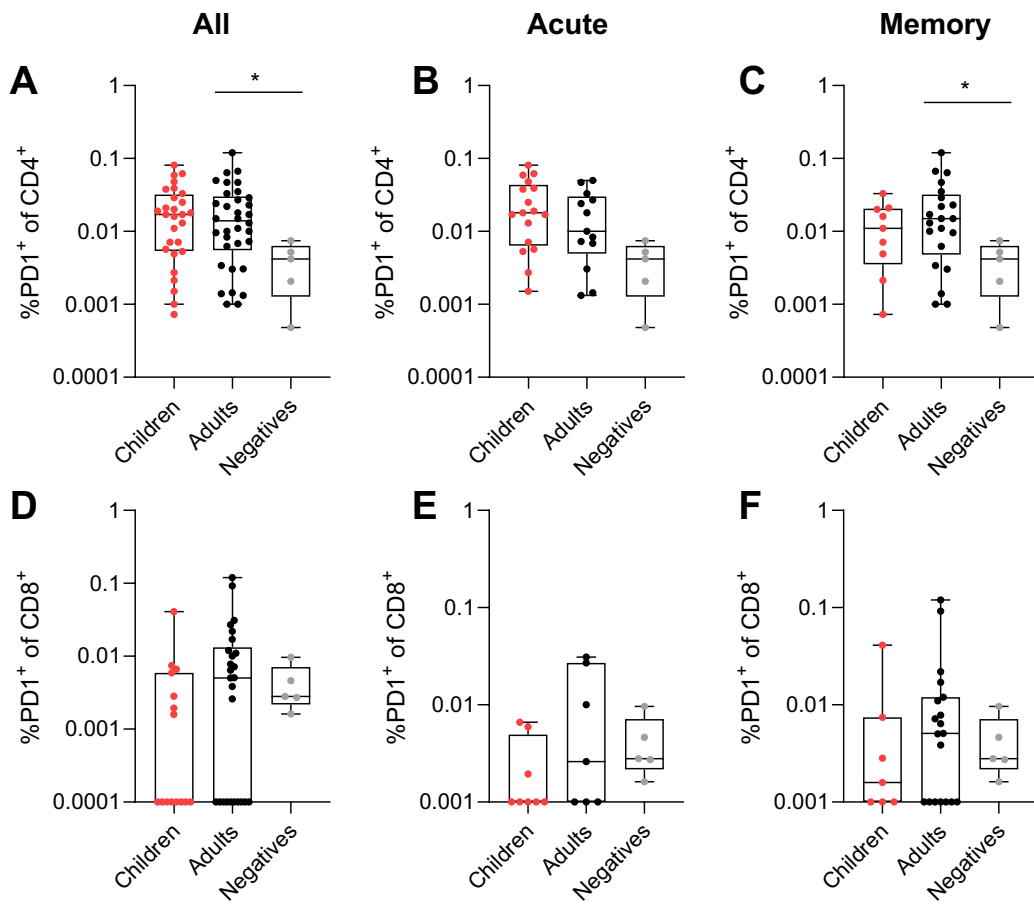 All Acute Memory
A B C
* *
%PD1⁺ of CD4⁺ %PD1⁺ of CD4⁺ %PD1⁺ of CD4⁺
1 1 1
0.1 0.1 0.1
0.01 0.01 0.01
0.001 0.001 0.001
0.0001 0.0001 0.0001
Children Adults Negatives Children Adults Negatives Children Adults Negatives
D E F
%PD1⁺ of CD8⁺ %PD1⁺ of CD8⁺ %PD1⁺ of CD8⁺
1 1 1
0.1 0.1 0.1
0.01 0.01 0.01
0.001 0.001 0.001
0.0001
Children Adults Negatives Children Adults Negatives Children Adults Negatives